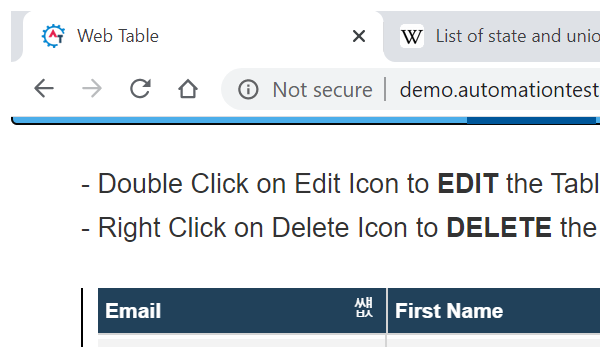 Web Table
W List of state and unio
Not secure demo.automationtest
- Double Click on Edit Icon to EDIT the Tabl
- Right Click on Delete Icon to DELETE the
Email First Name